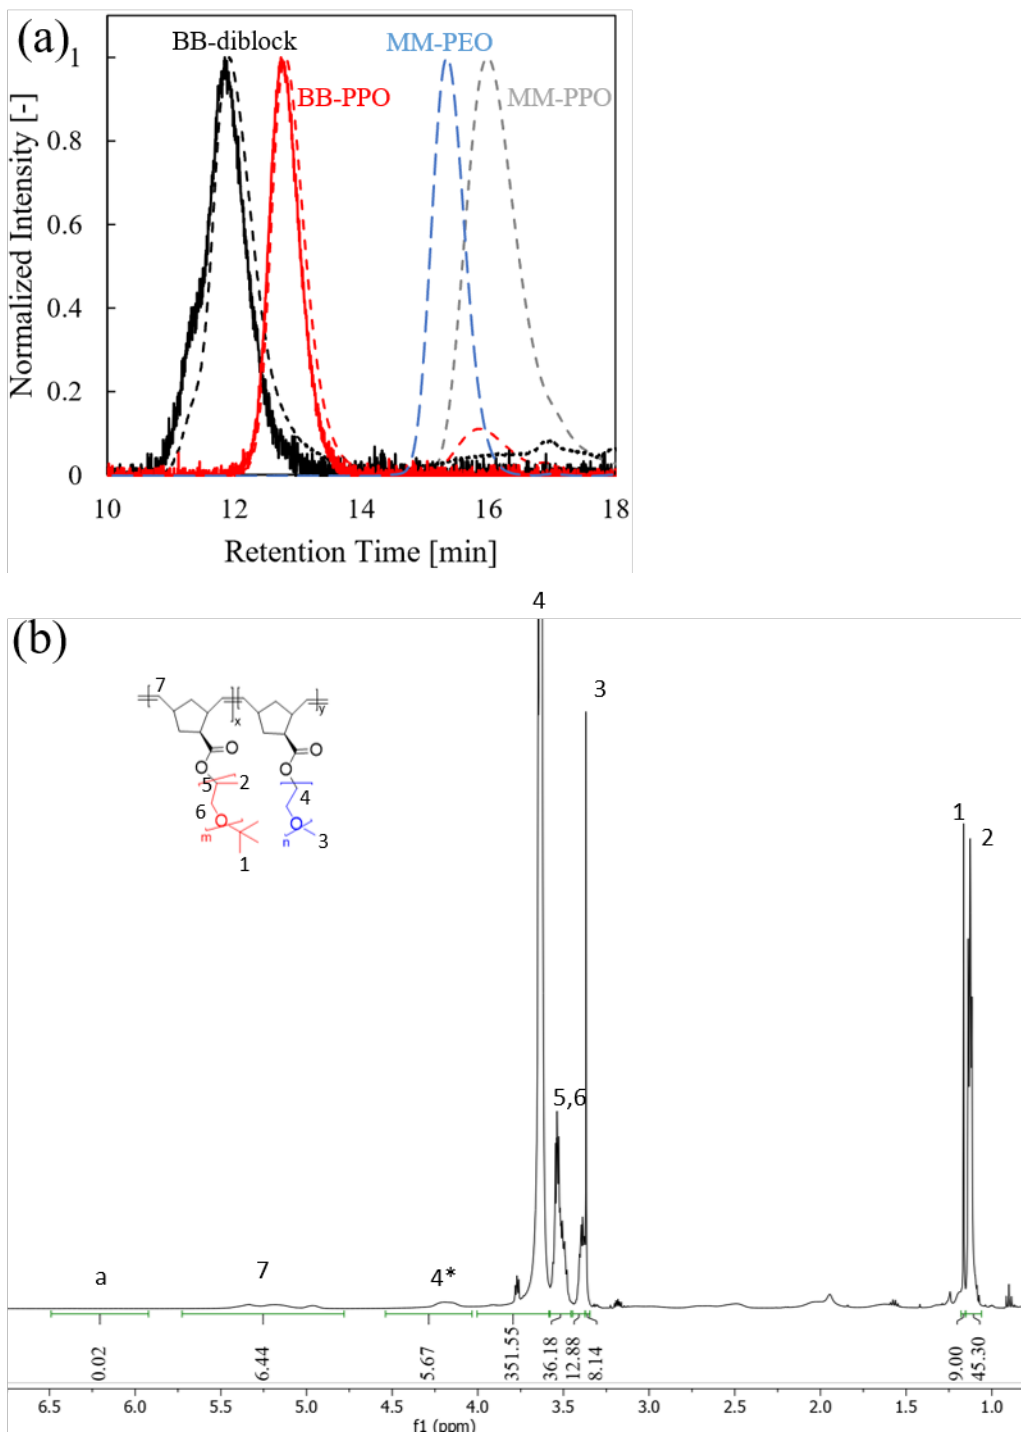 (a)
BB-diblock
MM-PEO
BB-PPO
MM-PPO
Normalized Intensity [-]
1
0.8
0.6
0.4
0.2
0
10 12 14 16 18
Retention Time [min]
(b)
4
7
x
y
O
O
O
O
5
2
4
6
O
O
m
n
3
1
3
1
2
5,6
a
7
4*
0.02
6.44
5.67
351.55
36.18
12.88
8.14
9.00
45.30
6.5 6.0 5.5 5.0 4.5 4.0 3.5 3.0 2.5 2.0 1.5 1.0
f1 (ppm)